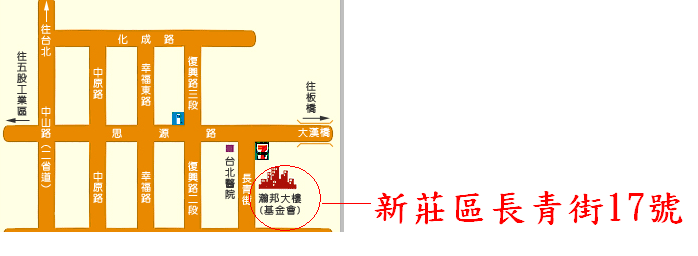 往台北
化成路
往五股工業區
中原路
幸福東路
復興路三段
往板橋
中山路(二省道)
思源路
大漢橋
7
台北醫院
中原路
幸福路
復興路二段
長青街
瀚邦大樓
(基金會)
新莊區長青街17號